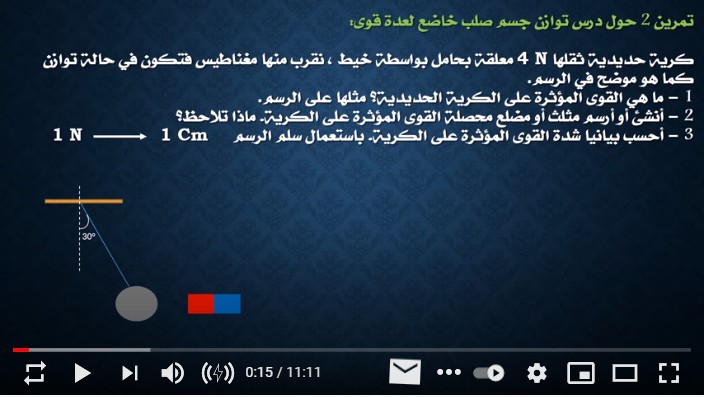 تمرين 2 حول درس توازن جسم صلب خاضع لعدة قوى:
كرية حديدية ثقلها 4 N معلقة بحامل بواسطة خيط ، نقرب منها مغناطيس فتكون في حالة توازن
كما هو موضح في الرسم.
1 – ما هي القوى المؤثرة على الكرية الحديدية؟ مثلها على الرسم.
2 – أنشئ أو أرسم مثلث أو مضلع محصلة القوى المؤثرة على الكرية. ماذا تلاحظ؟
3 – أحسب بيانيا شدة القوى المؤثرة على الكرية. باستعمال سلم الرسم 1 Cm ⟶ 1 N
30°
0:15 / 11:11